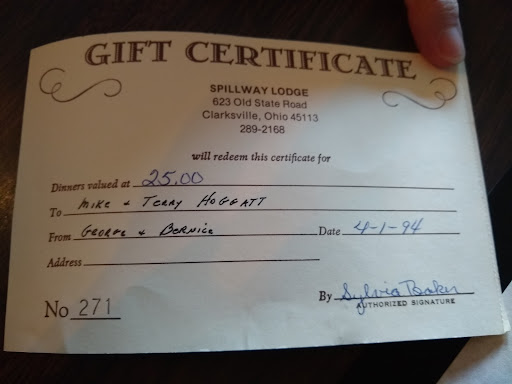 GIFT CERTIFICATE
SPILLWAY LODGE
623 Old State Road
Clarksville, Ohio 45113
289-2168
will redeem this certificate for
Dinners valued at 25.00
To Mike + Terry Hoggatt
From George + Bernice Date 4-1-94
Address
No 271 By Sylvia Baker
AUTHORIZED SIGNATURE